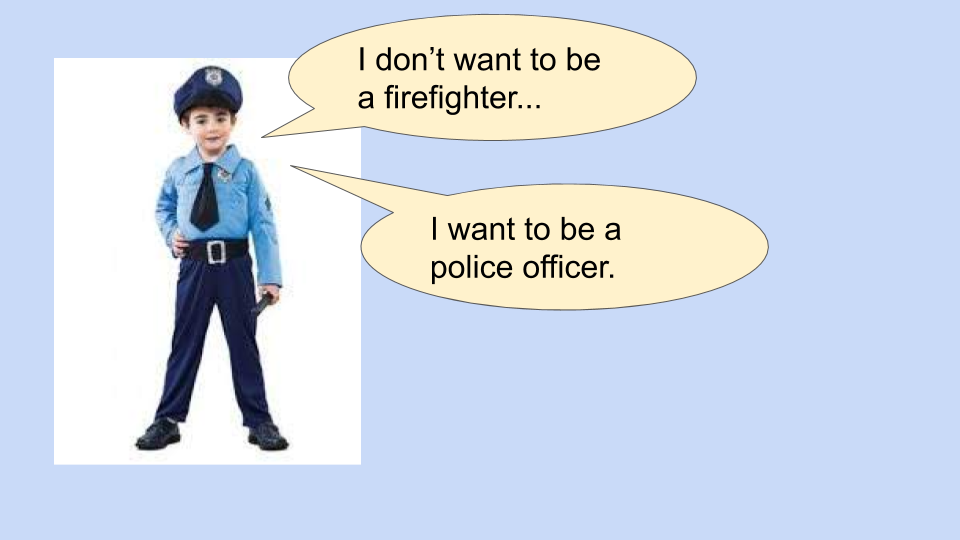 I don’t want to be
a firefighter...
I want to be a
police officer.